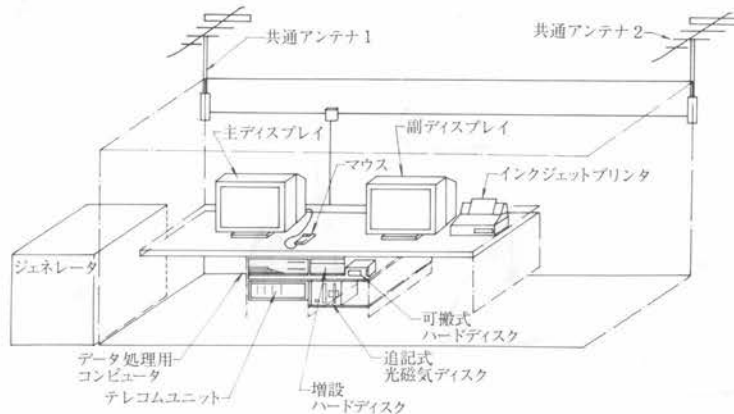 共通アンテナ1
共通アンテナ2
主ディスプレイ
副ディスプレイ
マウス
インクジェットプリンタ
ジェネレータ
可搬式
ハードディスク
データ処理用
コンピュータ
追記式
光磁気ディスク
テレコムユニット
増設
ハードディスク